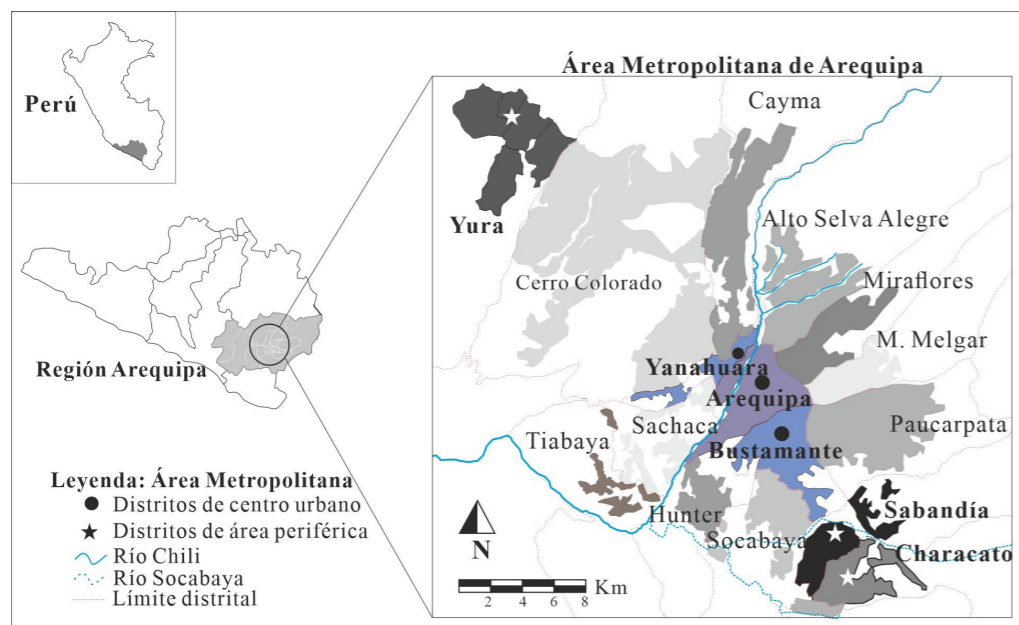 Perú
Región Arequipa
Área Metropolitana de Arequipa
Cayma
Yura
Alto Selva Alegre
Cerro Colorado
Miraflores
M. Melgar
Yanahuara
Arequipa
Sachaca
Paucarpata
Tiabaya
Bustamante
Hunter
Sabandía
Socabaya
Characato
N
Km
2 4 6 8
Leyenda: Área Metropolitana
Distritos de centro urbano
Distritos de área periférica
Río Chili
Río Socabaya
Límite distrital